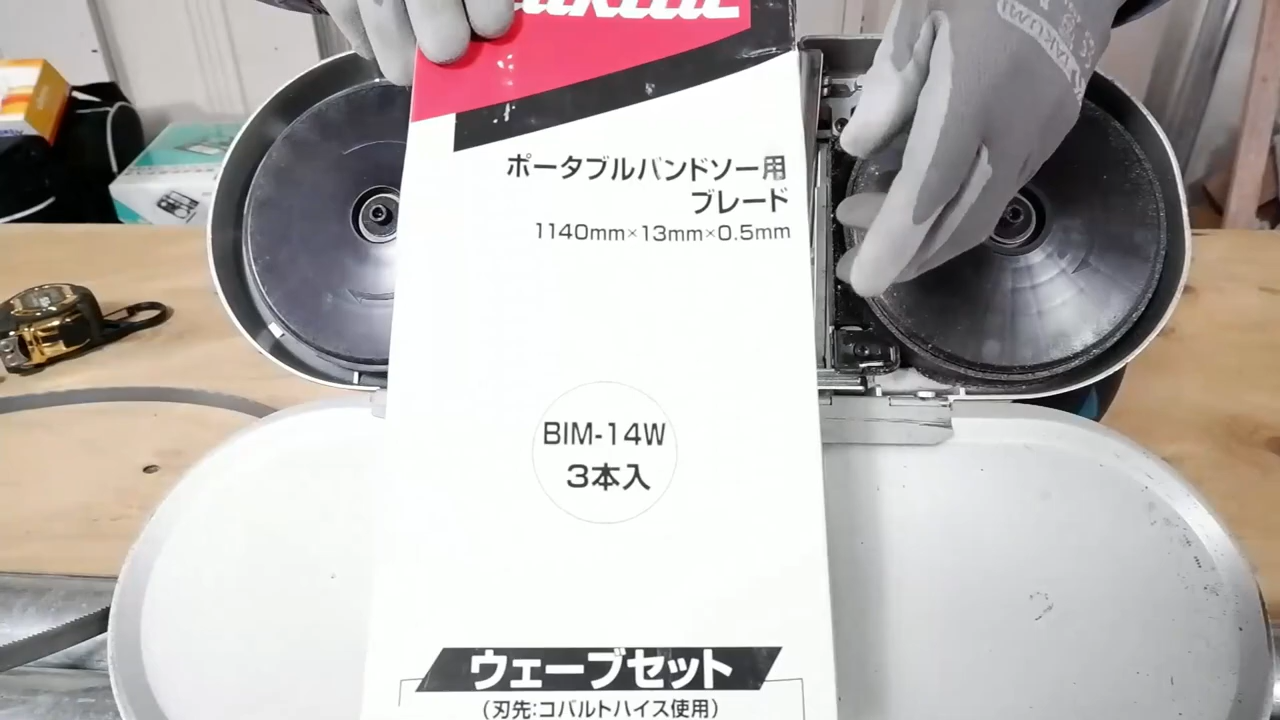 makita
ポータブルバンドソー用
ブレード
1140mm×13mm×0.5mm
BIM-14W
3本入
ウェーブセット
(刃先:コバルトハイス使用)
TAKUMI